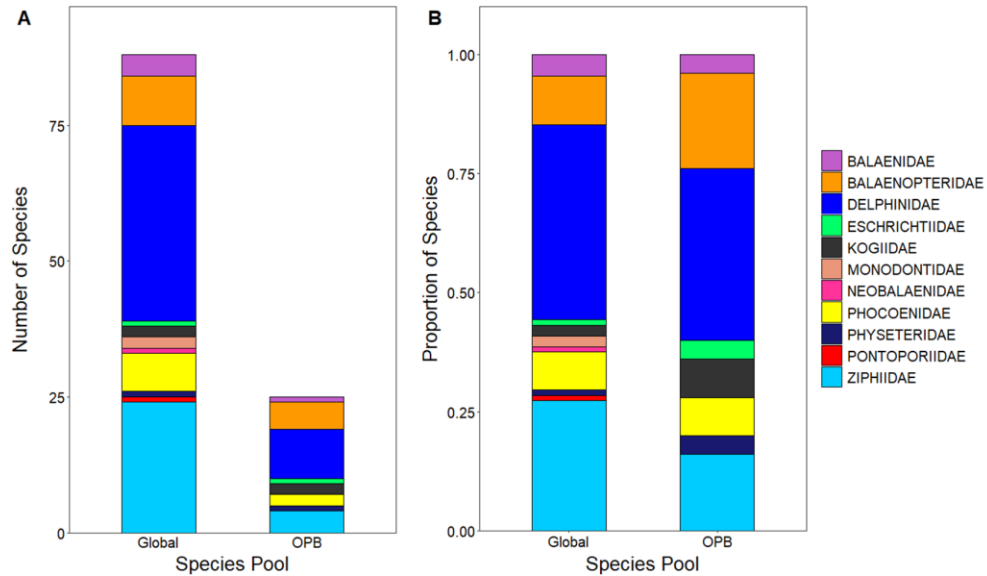 A
Number of Species
75
50
25
0
Global
OPB
Species Pool
B
Proportion of Species
1.00
0.75
0.50
0.25
0.00
Global
OPB
Species Pool
BALAENIDAE
BALAENOPTERIDAE
DELPHINIDAE
ESCHRICHTIIDAE
KOGIIDAE
MONODONTIDAE
NEOBALAENIDAE
PHOCOENIDAE
PHYSETERIDAE
PONTOPORIIDAE
ZIPHIIDAE